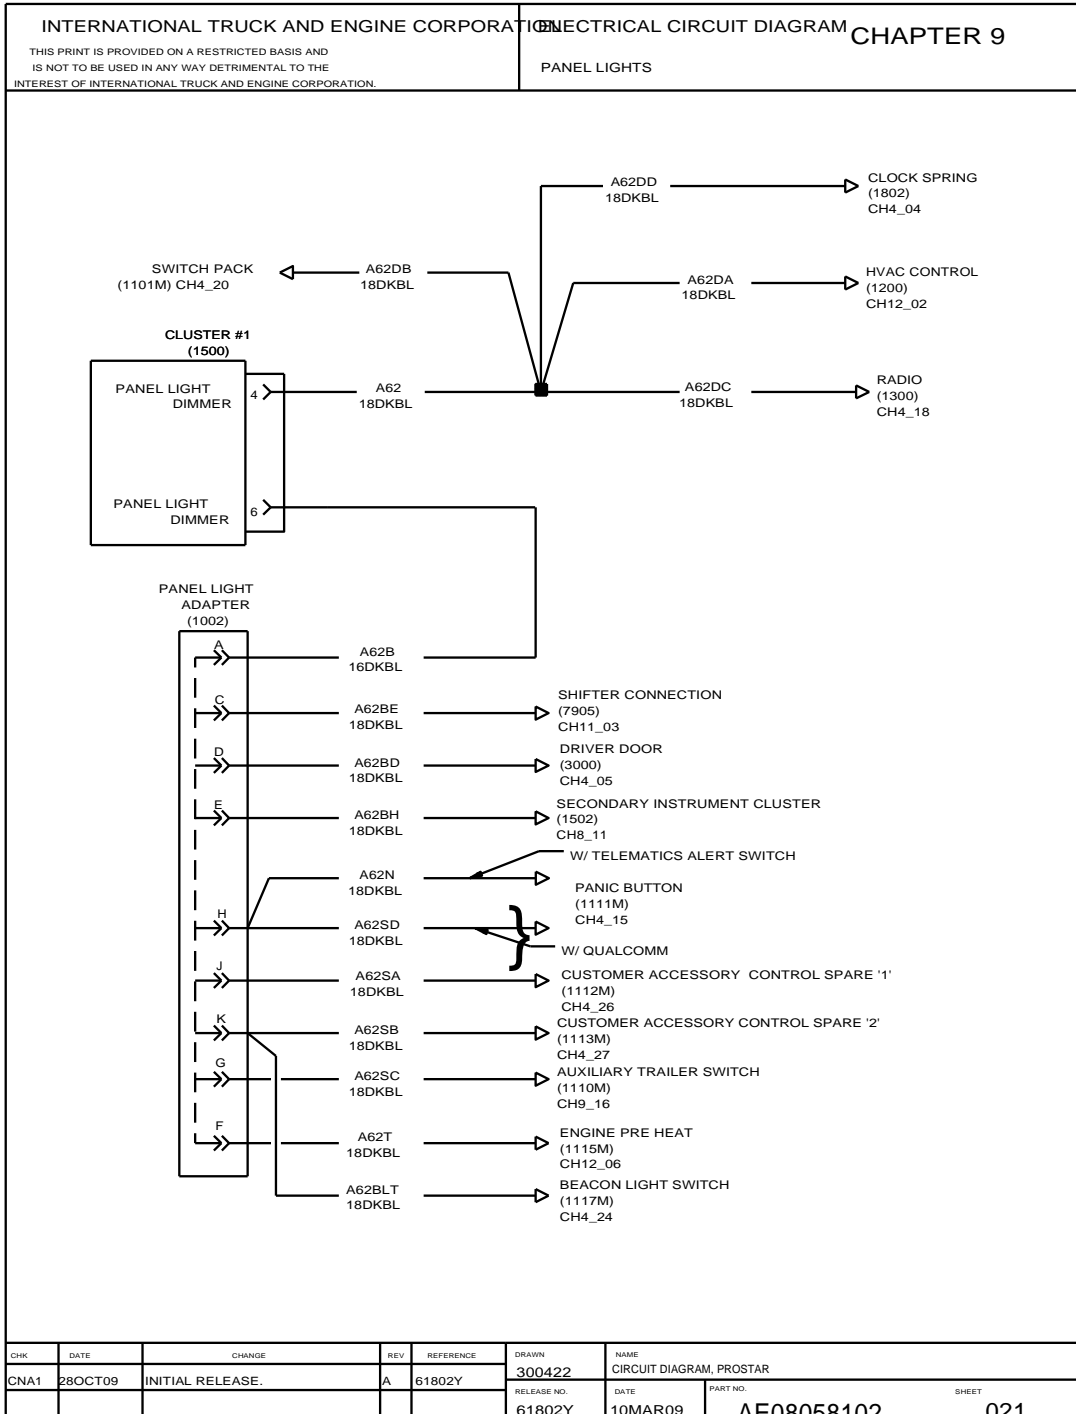 INTERNATIONAL TRUCK AND ENGINE CORPORATION
THIS PRINT IS PROVIDED ON A RESTRICTED BASIS AND
IS NOT TO BE USED IN ANY WAY DETRIMENTAL TO THE
INTEREST OF INTERNATIONAL TRUCK AND ENGINE CORPORATION.
ELECTRICAL CIRCUIT DIAGRAM
CHAPTER 9
PANEL LIGHTS
A62DD
18DKBL
CLOCK SPRING
(1802)
CH4_04
SWITCH PACK
(1101M) CH4_20
A62DB
18DKBL
A62DA
18DKBL
HVAC CONTROL
(1200)
CH12_02
CLUSTER #1
(1500)
PANEL LIGHT
DIMMER
4
A62
18DKBL
A62DC
18DKBL
RADIO
(1300)
CH4_18
PANEL LIGHT
DIMMER
6
PANEL LIGHT
ADAPTER
(1002)
A
A62B
16DKBL
C
A62BE
18DKBL
SHIFTER CONNECTION
(7905)
CH11_03
D
A62BD
18DKBL
DRIVER DOOR
(3000)
CH4_05
E
A62BH
18DKBL
SECONDARY INSTRUMENT CLUSTER
(1502)
CH8_11
W/ TELEMATICS ALERT SWITCH
A62N
18DKBL
PANIC BUTTON
(1111M)
CH4_15
H
A62SD
18DKBL
}
W/ QUALCOMM
J
A62SA
18DKBL
CUSTOMER ACCESSORY CONTROL SPARE '1'
(1112M)
CH4_26
K
A62SB
18DKBL
CUSTOMER ACCESSORY CONTROL SPARE '2'
(1113M)
CH4_27
G
A62SC
18DKBL
AUXILIARY TRAILER SWITCH
(1110M)
CH9_16
F
A62T
18DKBL
ENGINE PRE HEAT
(1115M)
CH12_06
A62BLT
18DKBL
BEACON LIGHT SWITCH
(1117M)
CH4_24
CHK DATE CHANGE REV REFERENCE
CNA1 28OCT09 INITIAL RELEASE. A 61802Y
DRAWN
300422
NAME
CIRCUIT DIAGRAM, PROSTAR
RELEASE NO.
61802Y
DATE
10MAR09
PART NO.
AE08058102
SHEET
021